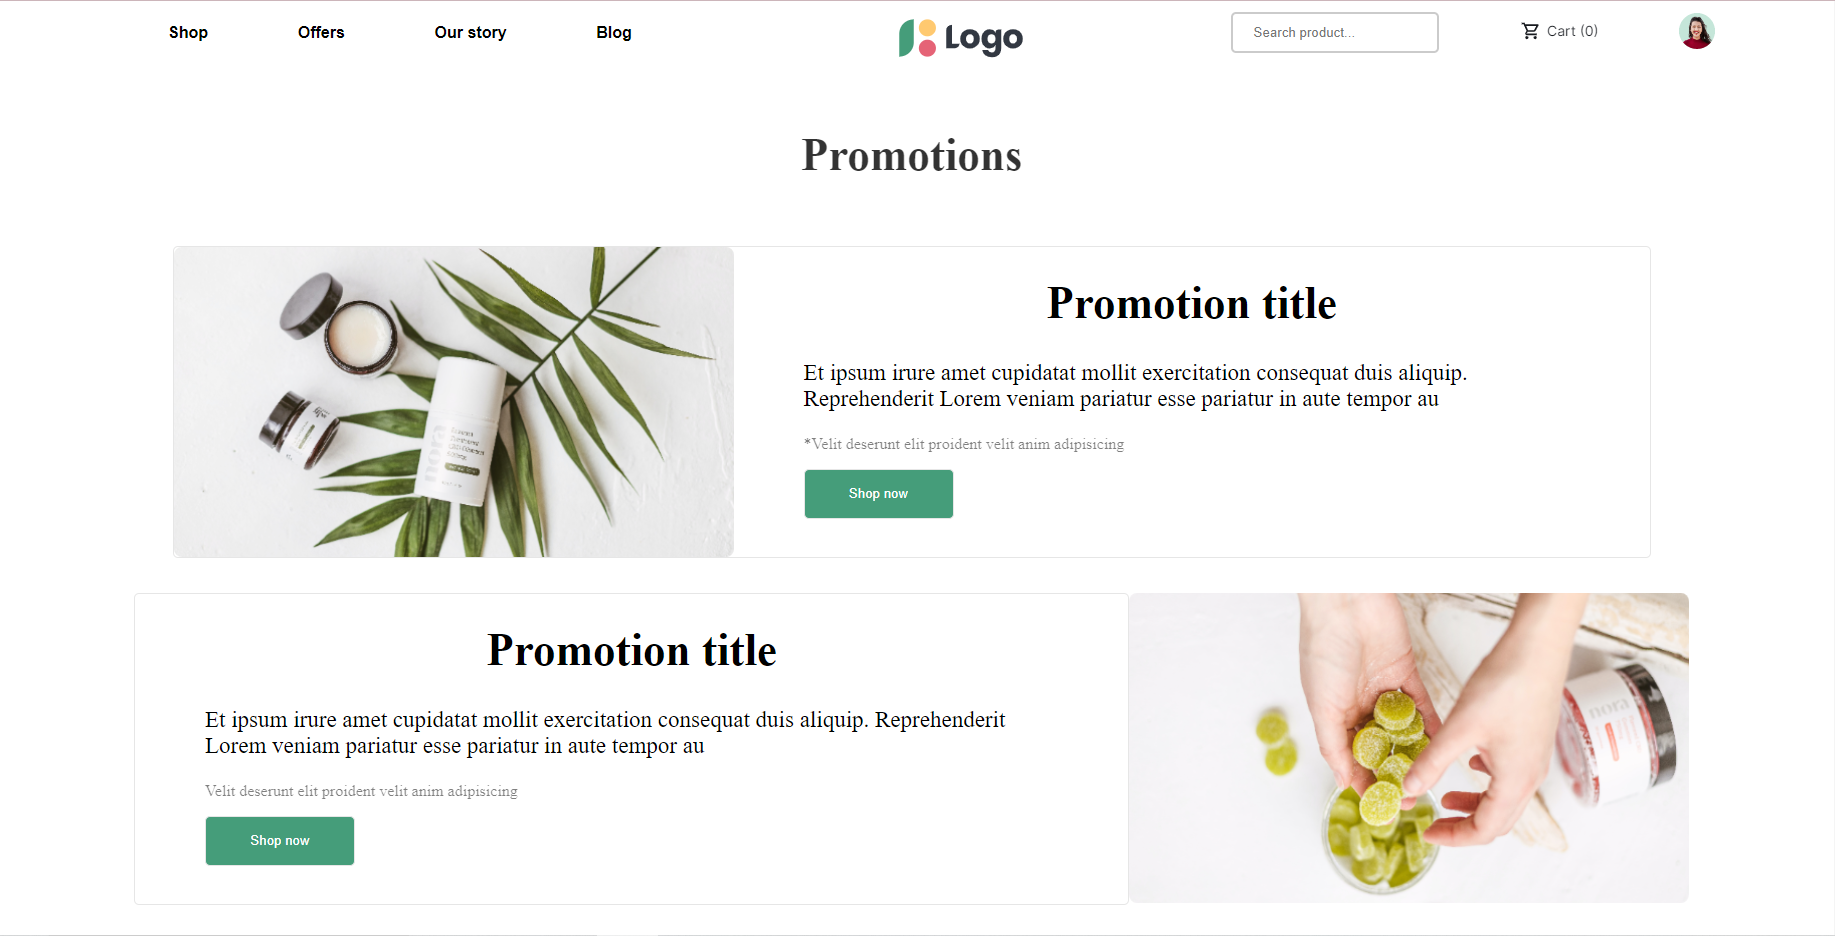 Shop Offers Our story Blog Logo Search product... Cart (0)
Promotions
Promotion title
Et ipsum irure amet cupidatat mollit exercitation consequat duis aliquip.
Reprehenderit Lorem veniam pariatur esse pariatur in aute tempor au
*Velit deserunt elit proident velit anim adipisicing
Shop now
Promotion title
Et ipsum irure amet cupidatat mollit exercitation consequat duis aliquip. Reprehenderit
Lorem veniam pariatur esse pariatur in aute tempor au
Velit deserunt elit proident velit anim adipisicing
Shop now
nora